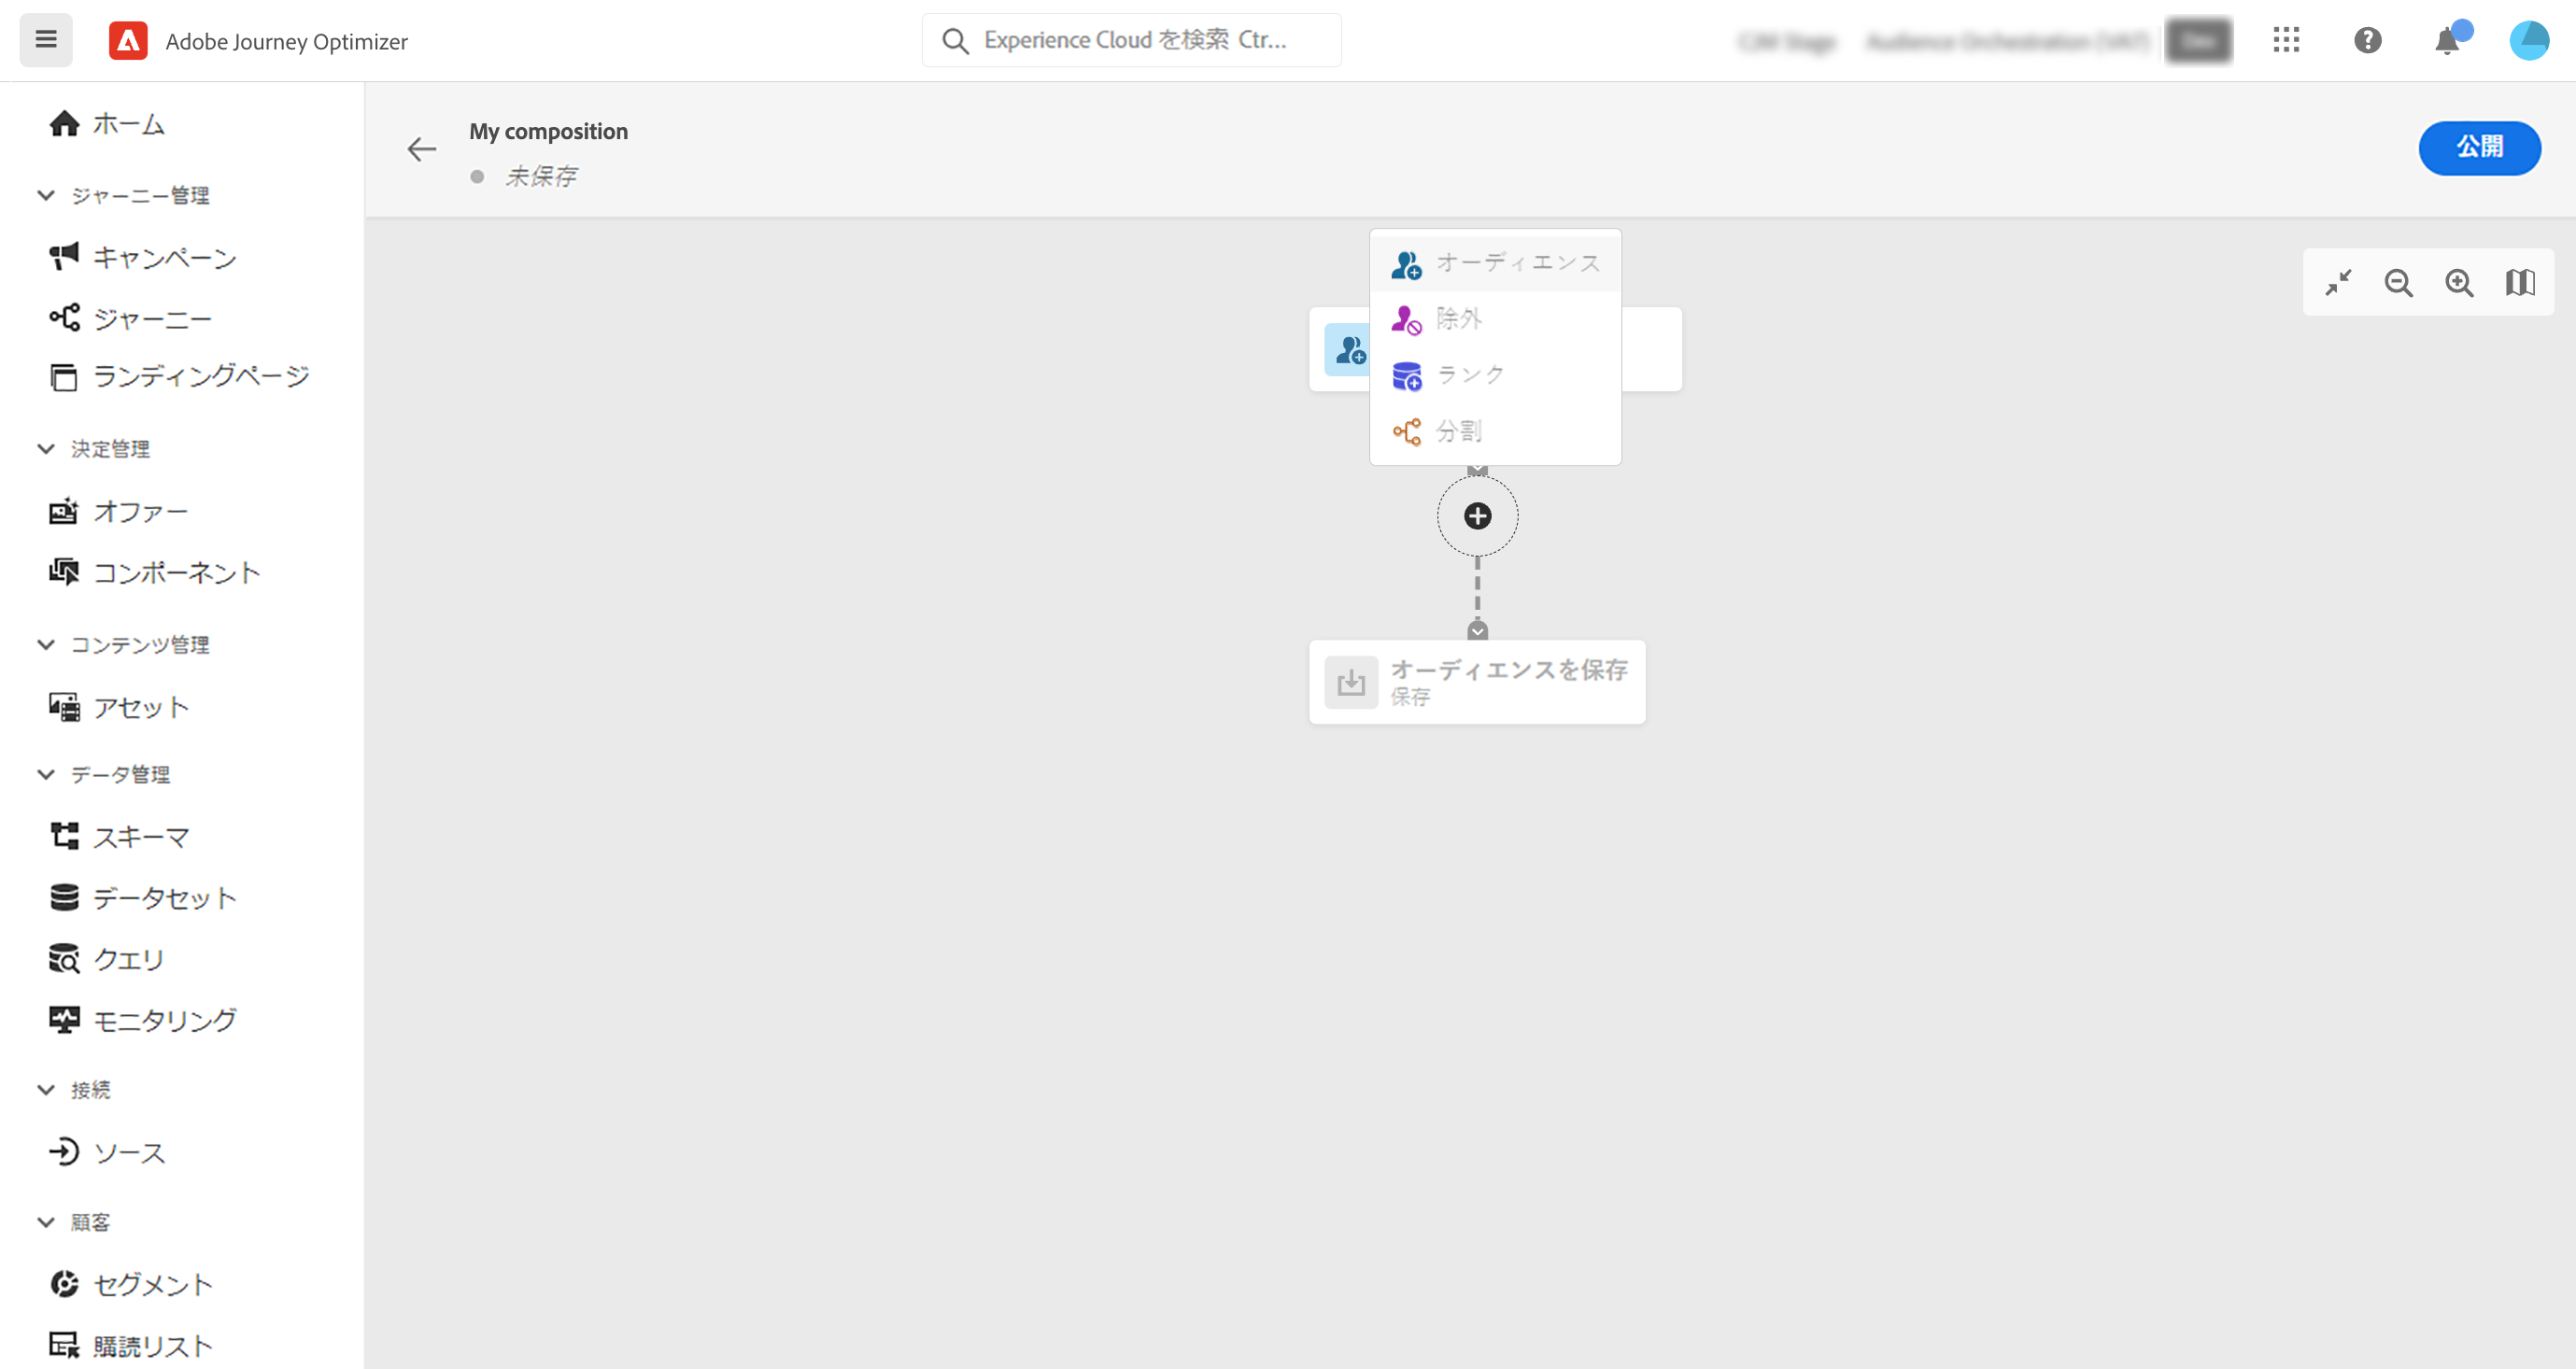 Adobe Journey Optimizer
Experience Cloud を検索 Ctr...
ホーム
ジャーニー管理
キャンペーン
ジャーニー
ランディングページ
決定管理
オファー
コンポーネント
コンテンツ管理
アセット
データ管理
スキーマ
データセット
クエリ
モニタリング
接続
ソース
顧客
セグメント
購読リスト
My composition
未保存
公開
オーディエンス
除外
ランク
分割
オーディエンスを保存
保存